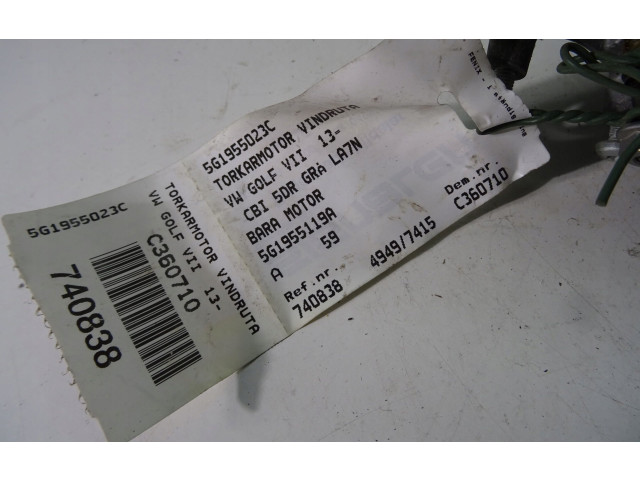 5G1955023C
TORKARMOTOR VINDRUTA
VW GOLF VII 13-
C360710
740838
5G1955023C
TORKARMOTOR VINDRUTA
VW GOLF VII 13-
CBI 5DR GRÅ LA7N
BARA MOTOR
5G1955119A
A 59
Ref.nr.
740838
4949/7415
Dem.nr.
C360710
FENIX -